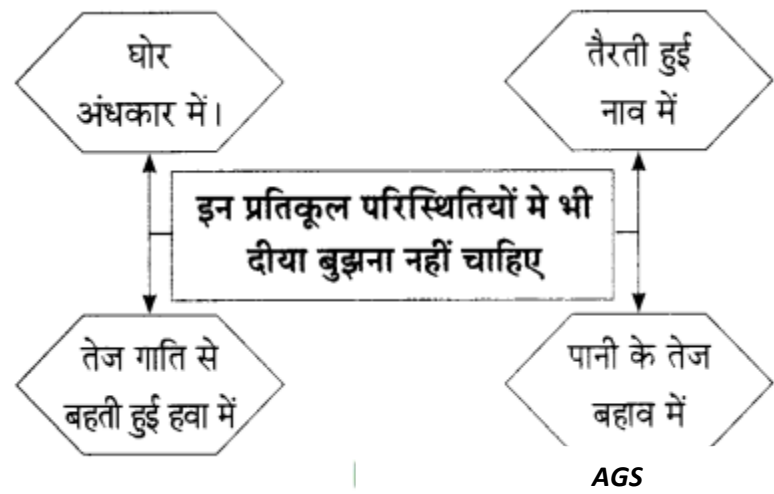 घोर
अंधकार में।
तैरती हुई
नाव में
इन प्रतिकूल परिस्थितियों मे भी
दीया बुझना नहीं चाहिए
तेज गाति से
बहती हुई हवा में
पानी के तेज
बहाव में
AGS